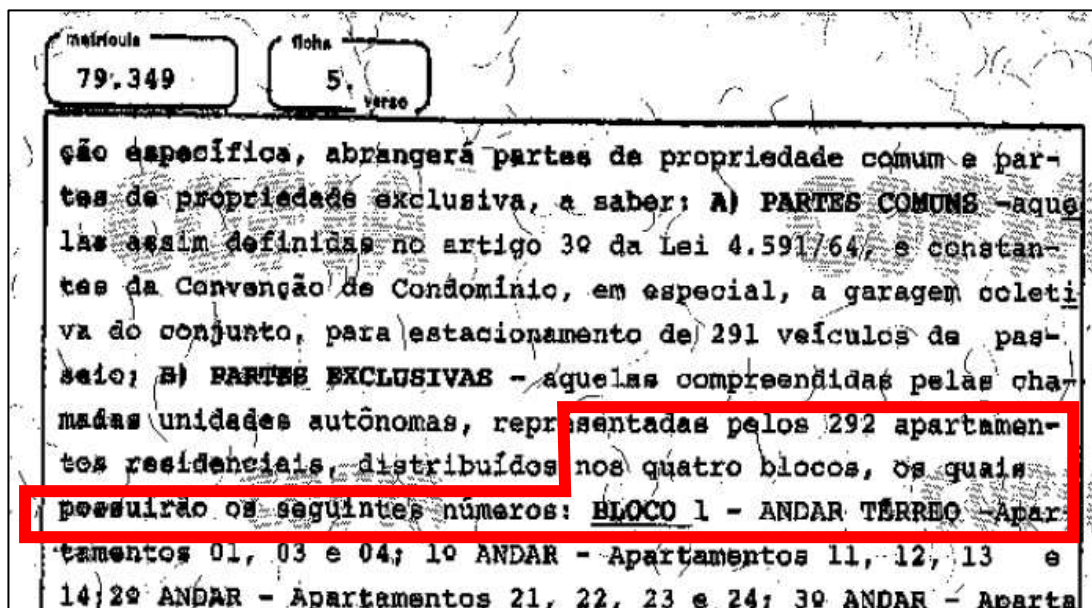 matrícula
79.349
ficha
5.
verso
ção específica, abrangerá partes de propriedade comum e par-
tes de propriedade exclusiva, a saber: A) PARTES COMUNS -aque
las assim definidas no artigo 3º da Lei 4.591/64, e constan-
tes da Convenção de Condomínio, em especial, a garagem coleti
va do conjunto, para estacionamento de 291 veículos de pas-
seio; B) PARTES EXCLUSIVAS - aquelas compreendidas pelas cha-
madas unidades autônomas, representadas pelos 292 apartamen-
tos residenciais, distribuídos nos quatro blocos, os quais
possuirão os seguintes números: BLOCO 1 - ANDAR TÉRREO -Apar
tamentos 01, 03 e 04; 1º ANDAR - Apartamentos 11, 12, 13 e
14;2º ANDAR - Apartamentos 21, 22, 23 e 24; 3º ANDAR - Aparta